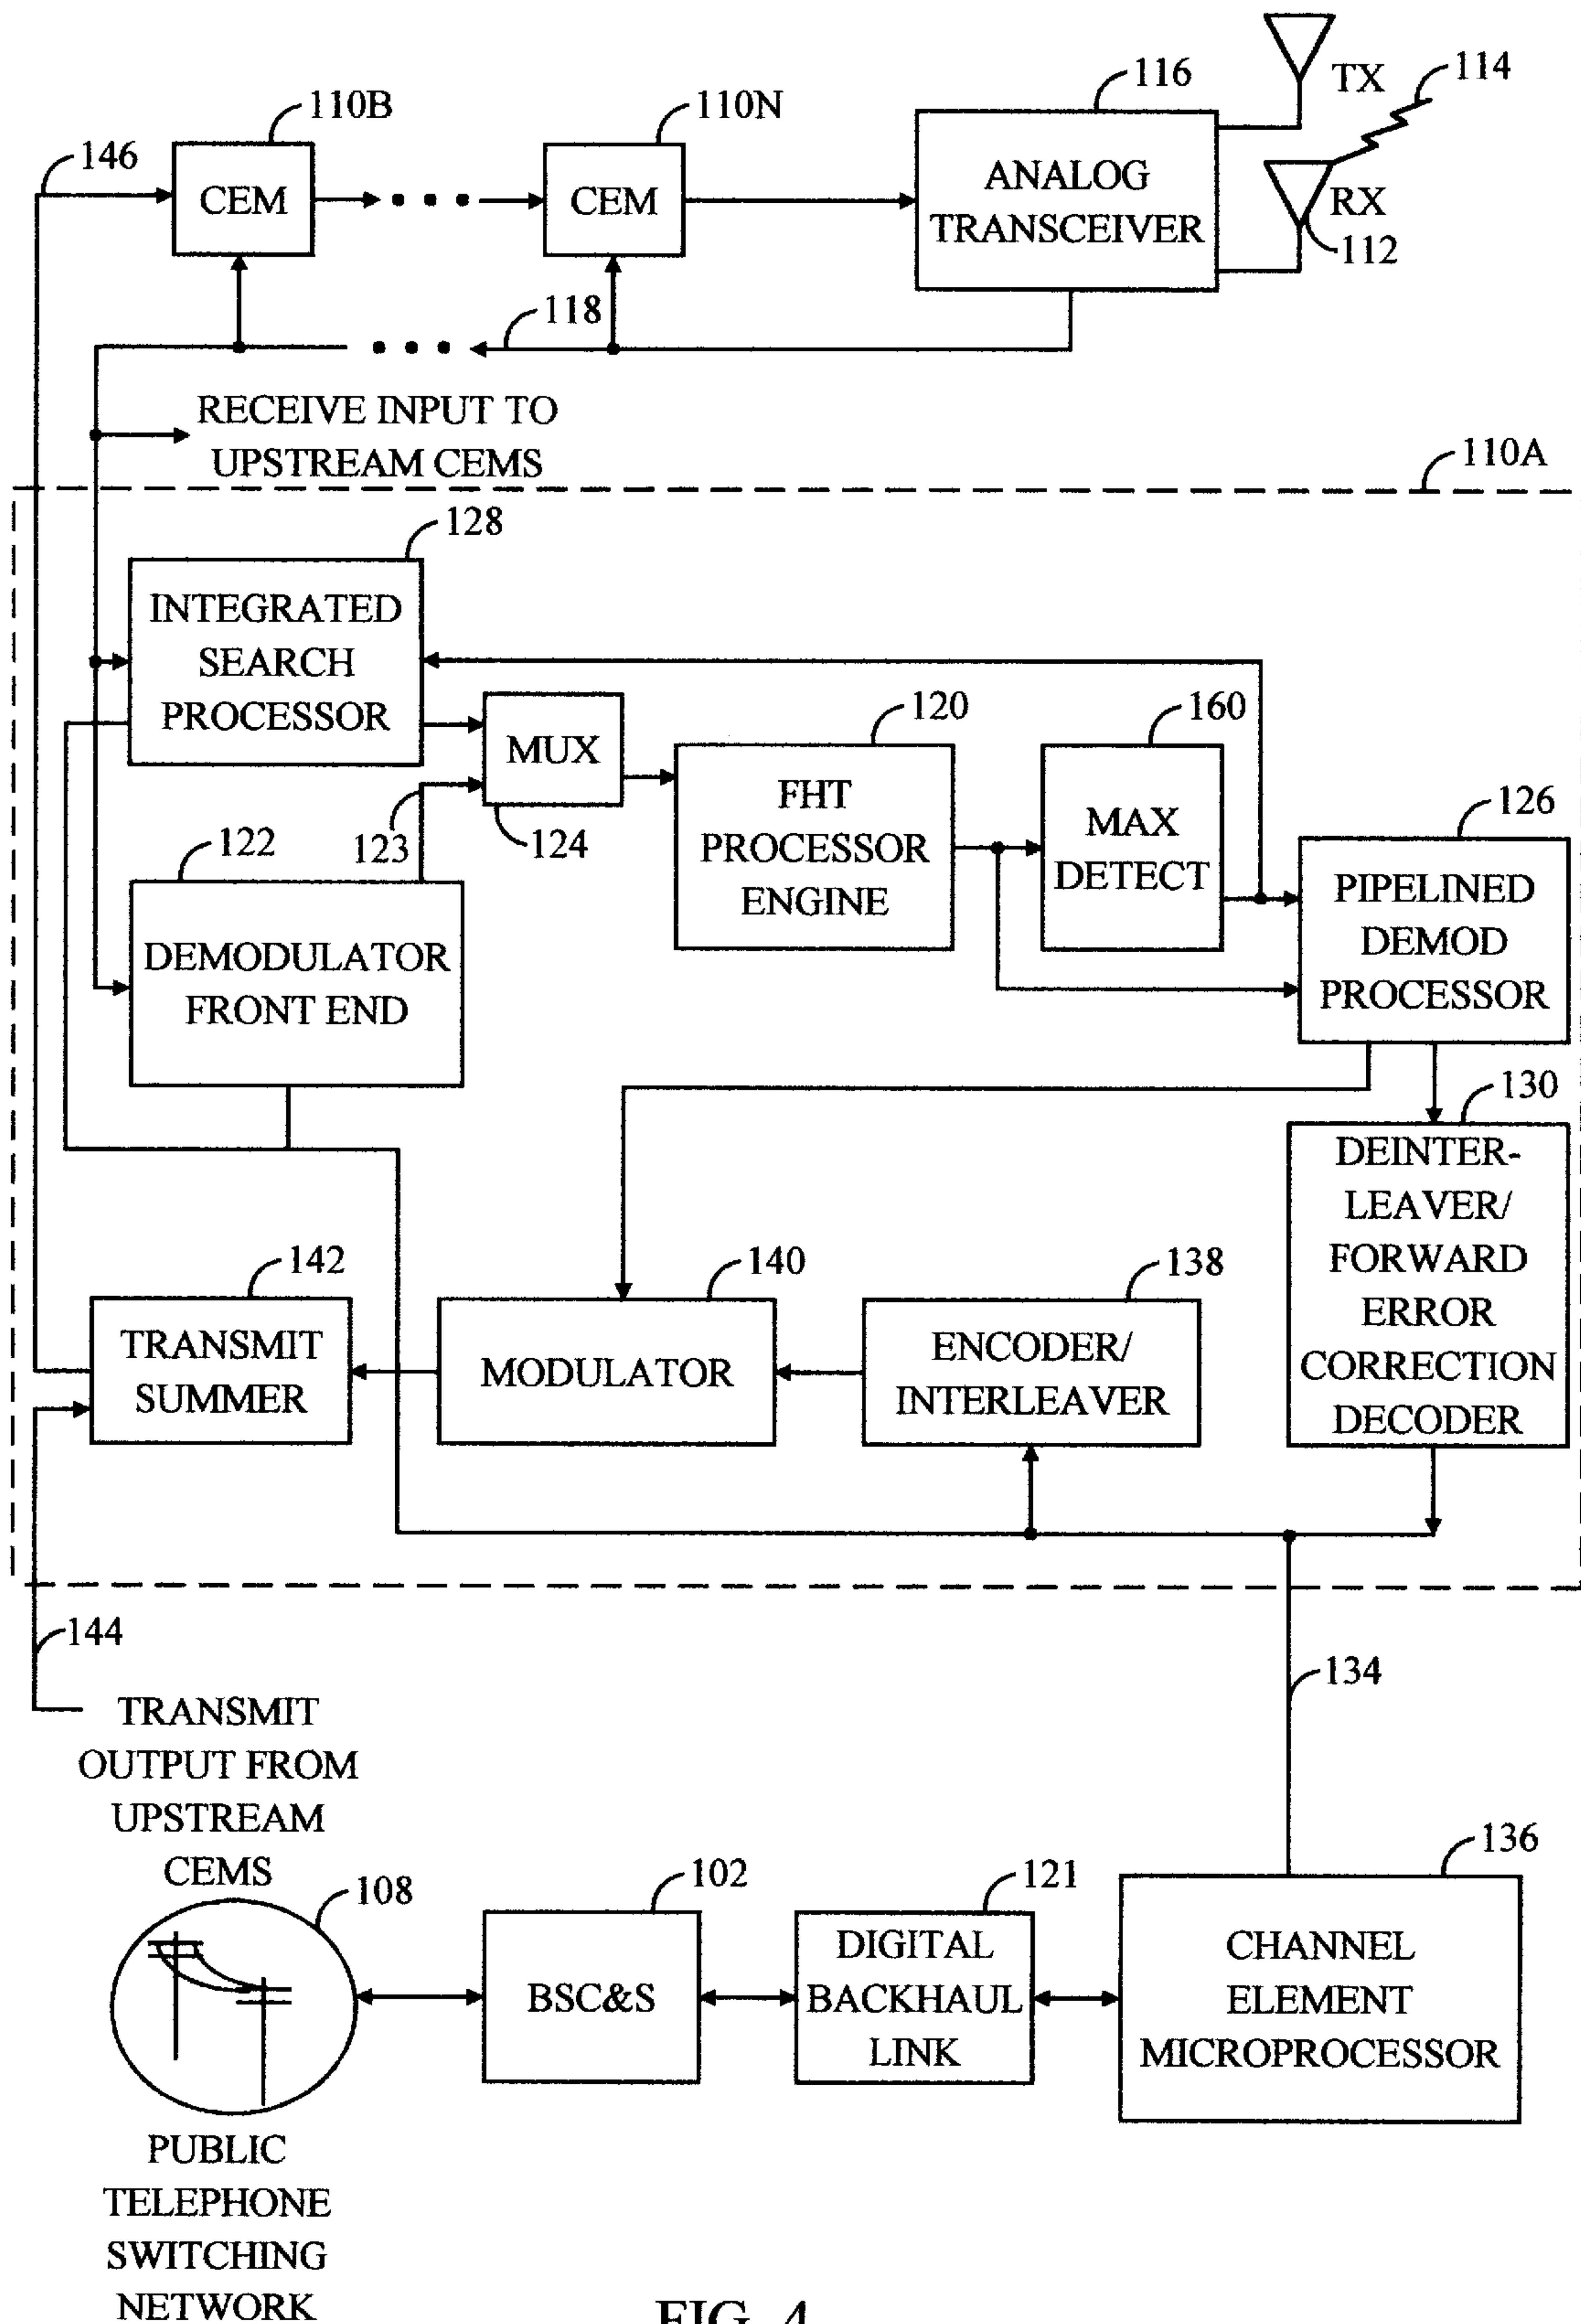 TX
114
116
110B
110N
146
CEM
CEM
ANALOG
TRANSCEIVER
RX
112
118
RECEIVE INPUT TO
UPSTREAM CEMS
110A
128
INTEGRATED
SEARCH
PROCESSOR
MUX
123
124
120
FHT
PROCESSOR
ENGINE
160
MAX
DETECT
126
PIPELINED
DEMOD
PROCESSOR
122
DEMODULATOR
FRONT END
130
DEINTER-
LEAVER/
FORWARD
ERROR
CORRECTION
DECODER
142
TRANSMIT
SUMMER
140
MODULATOR
138
ENCODER/
INTERLEAVER
144
TRANSMIT
OUTPUT FROM
UPSTREAM
CEMS
134
108
102
BSC&S
121
DIGITAL
BACKHAUL
LINK
136
CHANNEL
ELEMENT
MICROPROCESSOR
PUBLIC
TELEPHONE
SWITCHING
NETWORK
FIG. 4